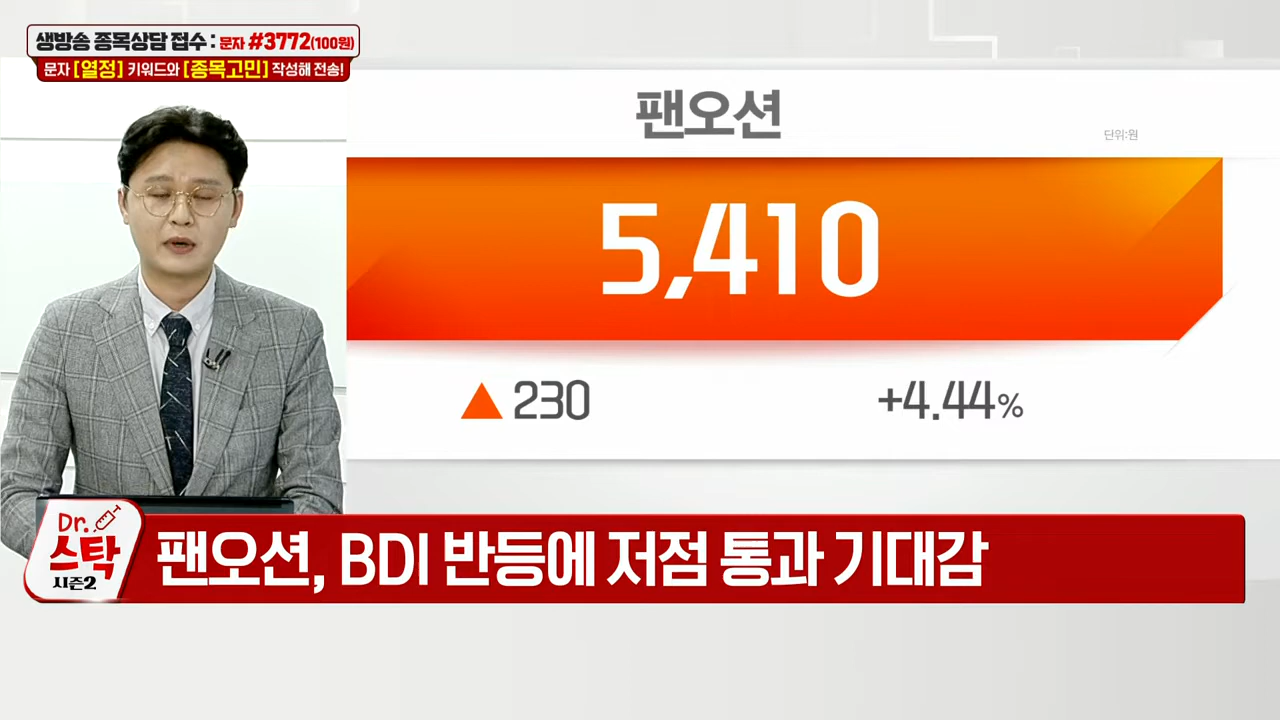 생방송 종목상담 접수 : 문자 #3772(100원)
문자 [열정] 키워드와 [종목고민] 작성해 전송!
팬오션
단위:원
5,410
▲ 230 +4.44%
Dr.
스탁
시즌2
팬오션, BDI 반등에 저점 통과 기대감